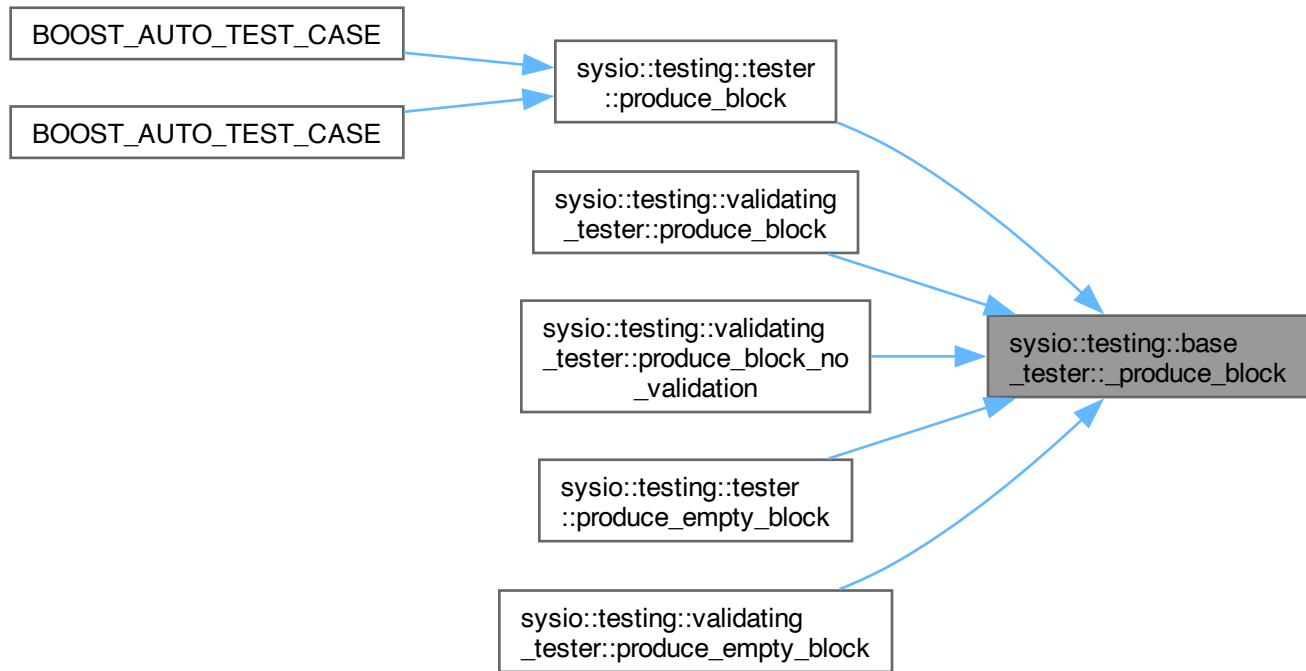 BOOST_AUTO_TEST_CASE
BOOST_AUTO_TEST_CASE
sysio::testing::tester
::produce_block
sysio::testing::validating
_tester::produce_block
sysio::testing::validating
_tester::produce_block_no
_validation
sysio::testing::tester
::produce_empty_block
sysio::testing::validating
_tester::produce_empty_block
sysio::testing::base
_tester::_produce_block